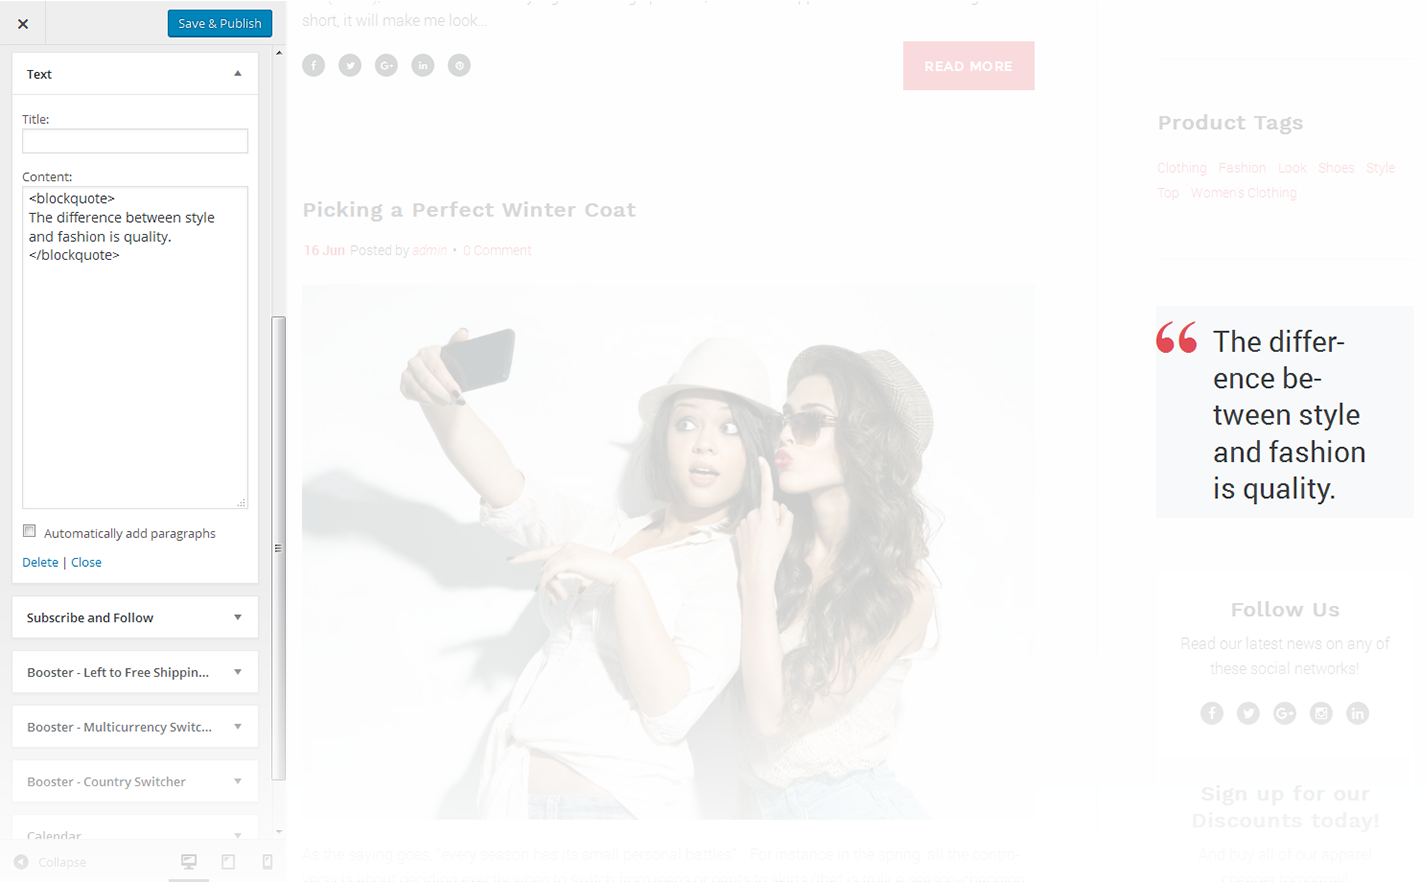 Save & Publish
Text
Title:
Content:
<blockquote>
The difference between style
and fashion is quality.
</blockquote>
Automatically add paragraphs
Delete | Close
Subscribe and Follow
Booster - Left to Free Shippin...
Booster - Multicurrency Switc...
Booster - Country Switcher
Calendar
Collapse
short, it will make me look...
READ MORE
Picking a Perfect Winter Coat
16 Jun Posted by admin • 0 Comment
As the saying goes, "every season has its small personal battles". For instance in the spring, all the contro-
Product Tags
Clothing Fashion Look Shoes Style
Top Women's Clothing
The differ-
ence be-
tween style
and fashion
is quality.
Follow Us
Read our latest news on any of
these social networks!
Sign up for our
Discounts today!
And buy all of our apparel